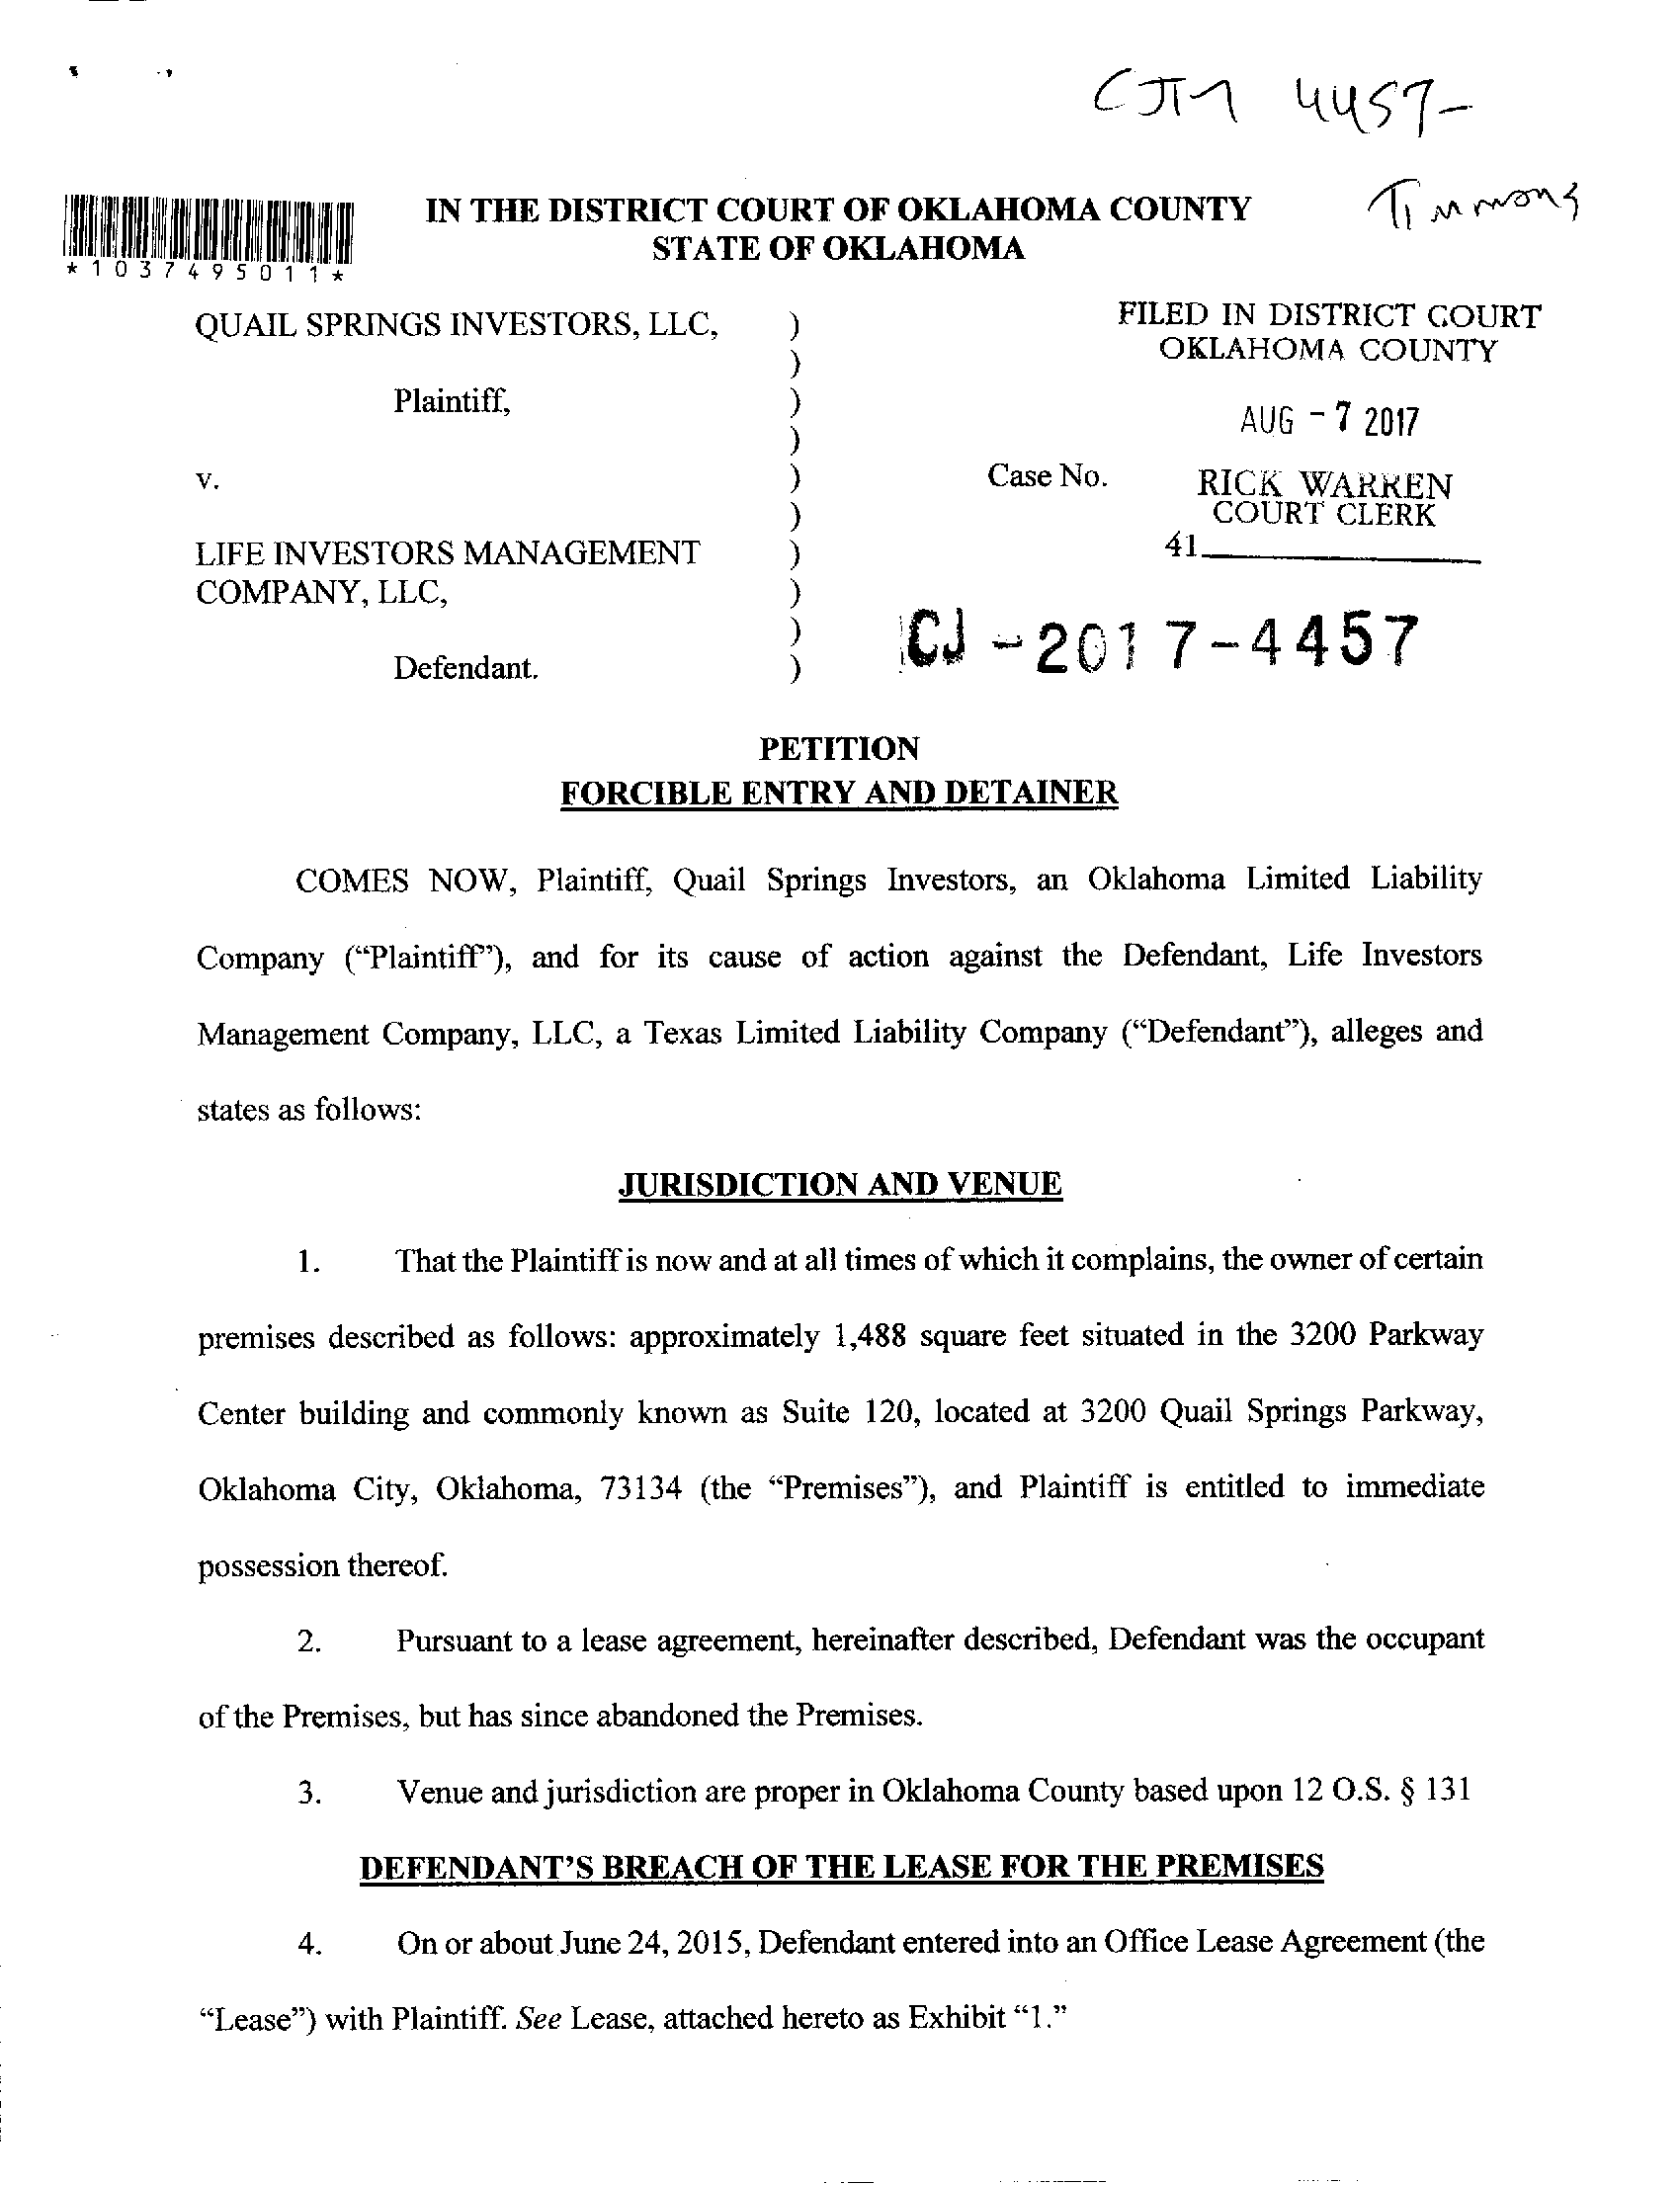 CJ17 4457-
Timmons
IN THE DISTRICT COURT OF OKLAHOMA COUNTY
STATE OF OKLAHOMA
*1037495011*
QUAIL SPRINGS INVESTORS, LLC, )
)
Plaintiff, )
)
v. )
)
LIFE INVESTORS MANAGEMENT )
COMPANY, LLC, )
)
Defendant. )
FILED IN DISTRICT COURT
OKLAHOMA COUNTY
AUG - 7 2017
Case No. RICK WARREN
COURT CLERK
41
CJ - 2017-4457
PETITION
FORCIBLE ENTRY AND DETAINER
COMES NOW, Plaintiff, Quail Springs Investors, an Oklahoma Limited Liability
Company (“Plaintiff”), and for its cause of action against the Defendant, Life Investors
Management Company, LLC, a Texas Limited Liability Company (“Defendant”), alleges and
states as follows:
JURISDICTION AND VENUE
1. That the Plaintiff is now and at all times of which it complains, the owner of certain
premises described as follows: approximately 1,488 square feet situated in the 3200 Parkway
Center building and commonly known as Suite 120, located at 3200 Quail Springs Parkway,
Oklahoma City, Oklahoma, 73134 (the “Premises”), and Plaintiff is entitled to immediate
possession thereof.
2. Pursuant to a lease agreement, hereinafter described, Defendant was the occupant
of the Premises, but has since abandoned the Premises.
3. Venue and jurisdiction are proper in Oklahoma County based upon 12 O.S. § 131
DEFENDANT’S BREACH OF THE LEASE FOR THE PREMISES
4. On or about June 24, 2015, Defendant entered into an Office Lease Agreement (the
“Lease”) with Plaintiff. See Lease, attached hereto as Exhibit “1.”